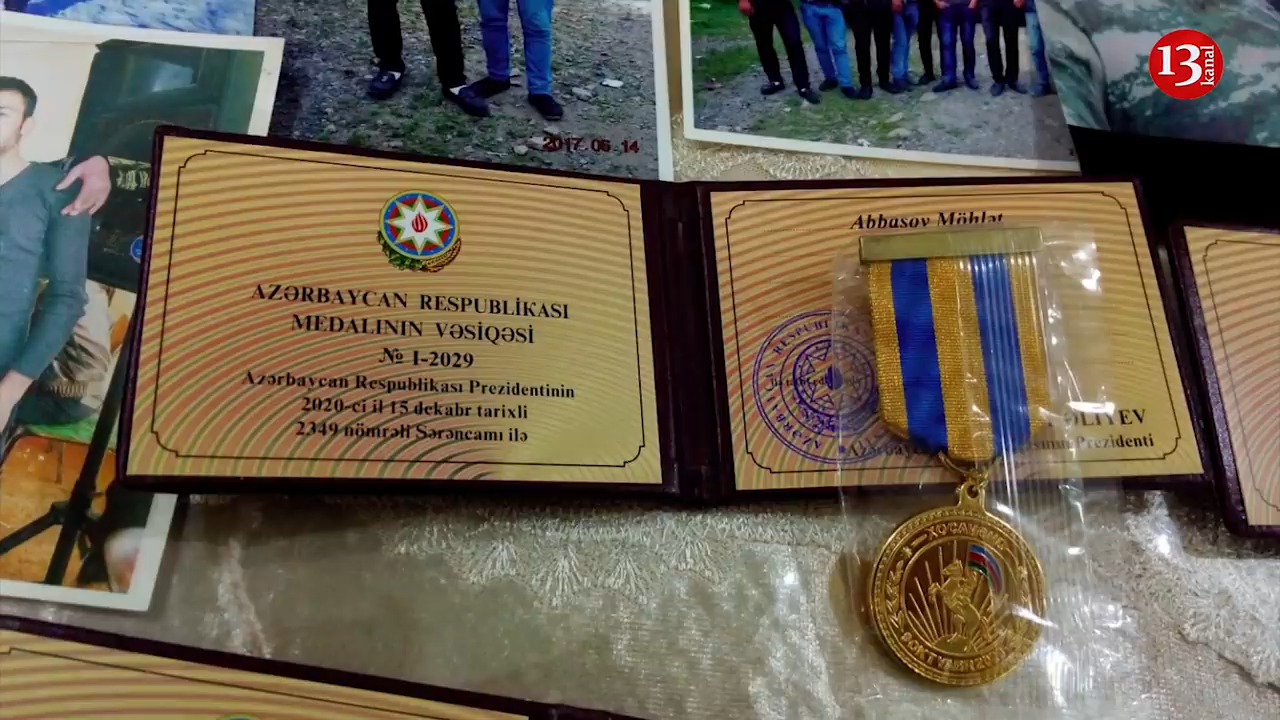 13
kanal
2017 06 14
AZƏRBAYCAN RESPUBLİKASI
MEDALININ VƏSİQƏSİ
№ I-2029
Azərbaycan Respublikası Prezidentinin
2020-ci il 15 dekabr tarixli
2349 nömrəli Sərəncamı ilə
Abbasov Möhlət
ƏLİYEV
Prezidenti